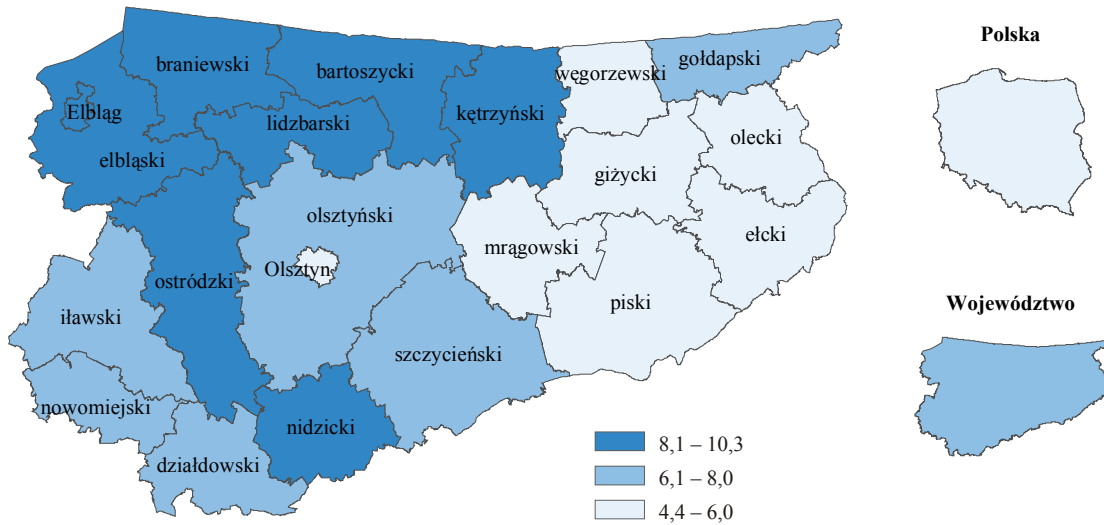 Polska
braniewski
bartoszycki
węgorzewski
gołdapski
Elbląg
lidzbarski
kętrzyński
olecki
elbląski
giżycki
olsztyński
mrągowski
ełcki
Olsztyn
ostródzki
piski
Województwo
iławski
szczycieński
nowomiejski
nidzicki
działdowski
8,1 – 10,3
6,1 – 8,0
4,4 – 6,0